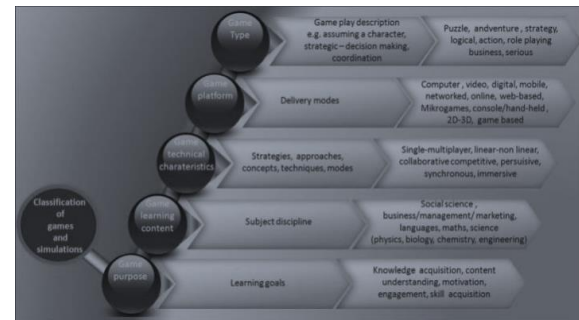 Game
Type
Game play description
e.g. assuming a character,
strategic – decision making,
coordination
Puzzle, andventure , strategy,
logical, action, role playing
business, serious
Game
platform
Delivery modes
Computer , video, digital, mobile,
networked, online, web-based,
Mikrogames, console/hand-held ,
2D-3D, game based
Game
technical
charateristics
Strategies, approaches,
concepts, techniques, modes
Single-multiplayer, linear-non linear,
collaborative competitive, persuisive,
synchronous, immersive
Classification
of
games
and
simulations
Game
learning
content
Subject discipline
Social science ,
business/management/ marketing,
languages, maths, science
(physics, biology, chemistry, engineering)
Game
purpose
Learning goals
Knowledge acquisition, content
understanding, motivation,
engagement, skill acquisition